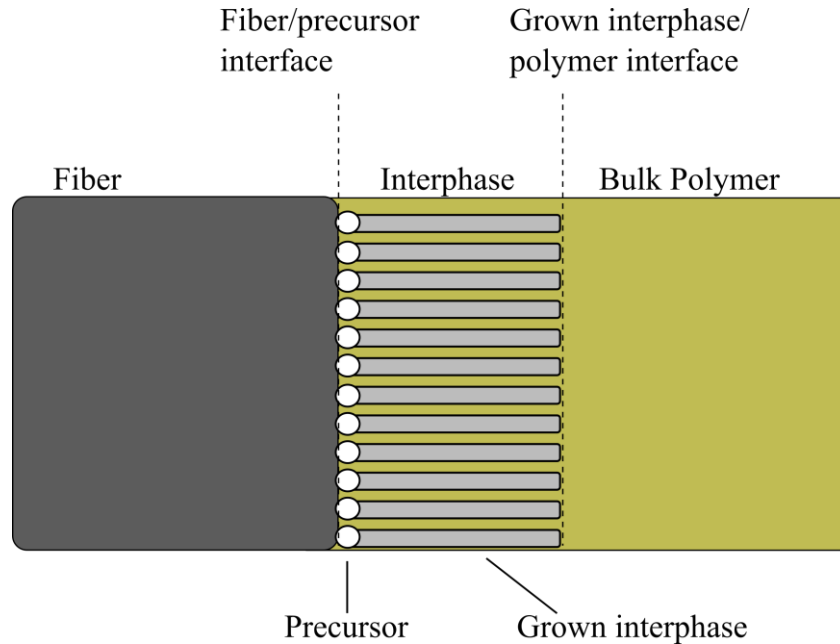 Fiber/precursor
interface
Grown interphase/
polymer interface
Fiber
Interphase
Bulk Polymer
Precursor
Grown interphase